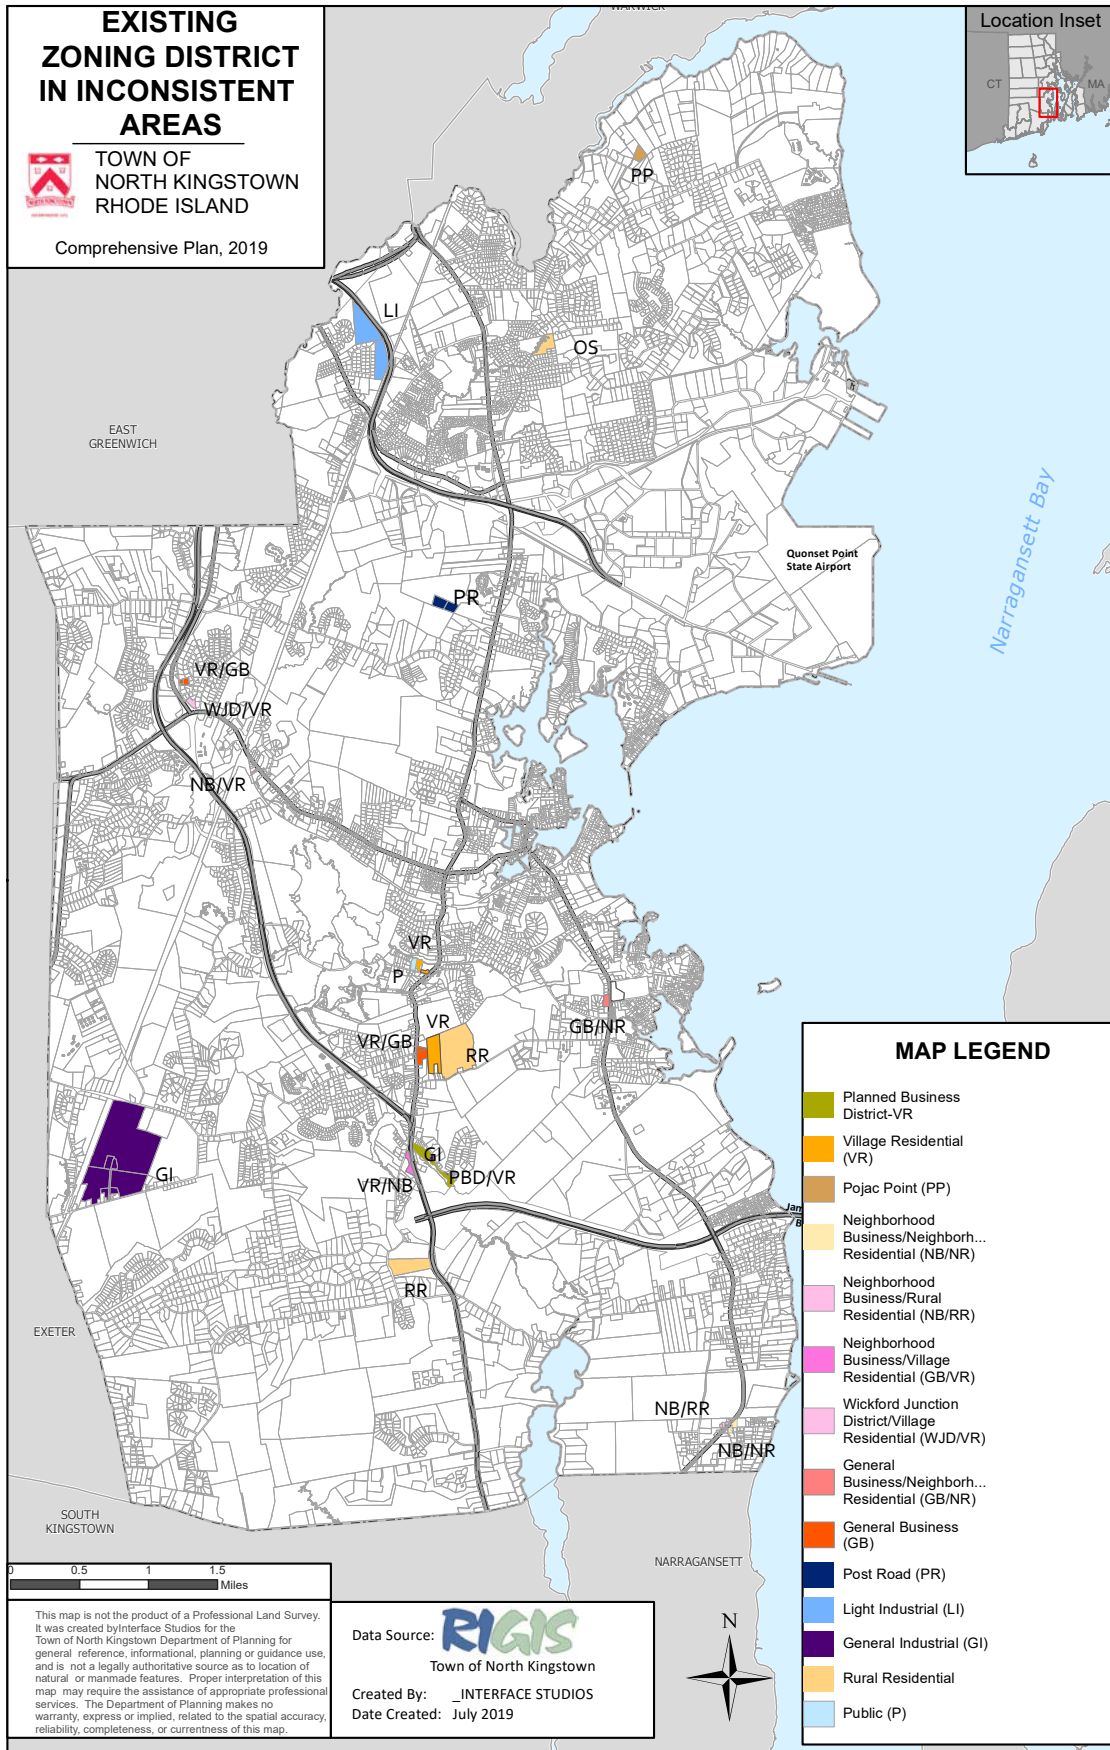 WARWICK
EXISTING
ZONING DISTRICT
IN INCONSISTENT
AREAS
TOWN OF
NORTH KINGSTOWN
RHODE ISLAND
Comprehensive Plan, 2019
Location Inset
CT
MA
PP
LI
OS
EAST
GREENWICH
Narragansett Bay
Quonset Point
State Airport
PR
VR/GB
WJD/VR
NB/VR
VR
P
GB/NR
VR
VR/GB
RR
GI
GI
PBD/VR
VR/NB
RR
EXETER
NB/RR
NB/NR
SOUTH
KINGSTOWN
NARRAGANSETT
MAP LEGEND
Planned Business
District-VR
Village Residential
(VR)
Pojac Point (PP)
Neighborhood
Business/Neighborh...
Residential (NB/NR)
Neighborhood
Business/Rural
Residential (NB/RR)
Neighborhood
Business/Village
Residential (GB/VR)
Wickford Junction
District/Village
Residential (WJD/VR)
General
Business/Neighborh...
Residential (GB/NR)
General Business
(GB)
Post Road (PR)
Light Industrial (LI)
General Industrial (GI)
Rural Residential
Public (P)
0 0.5 1 1.5
Miles
This map is not the product of a Professional Land Survey.
It was created byInterface Studios for the
Town of North Kingstown Department of Planning for
general reference, informational, planning or guidance use,
and is not a legally authoritative source as to location of
natural or manmade features. Proper interpretation of this
map may require the assistance of appropriate professional
services. The Department of Planning makes no
warranty, express or implied, related to the spatial accuracy,
reliability, completeness, or currentness of this map.
Data Source: RIGIS
Town of North Kingstown
Created By: _INTERFACE STUDIOS
Date Created: July 2019
N